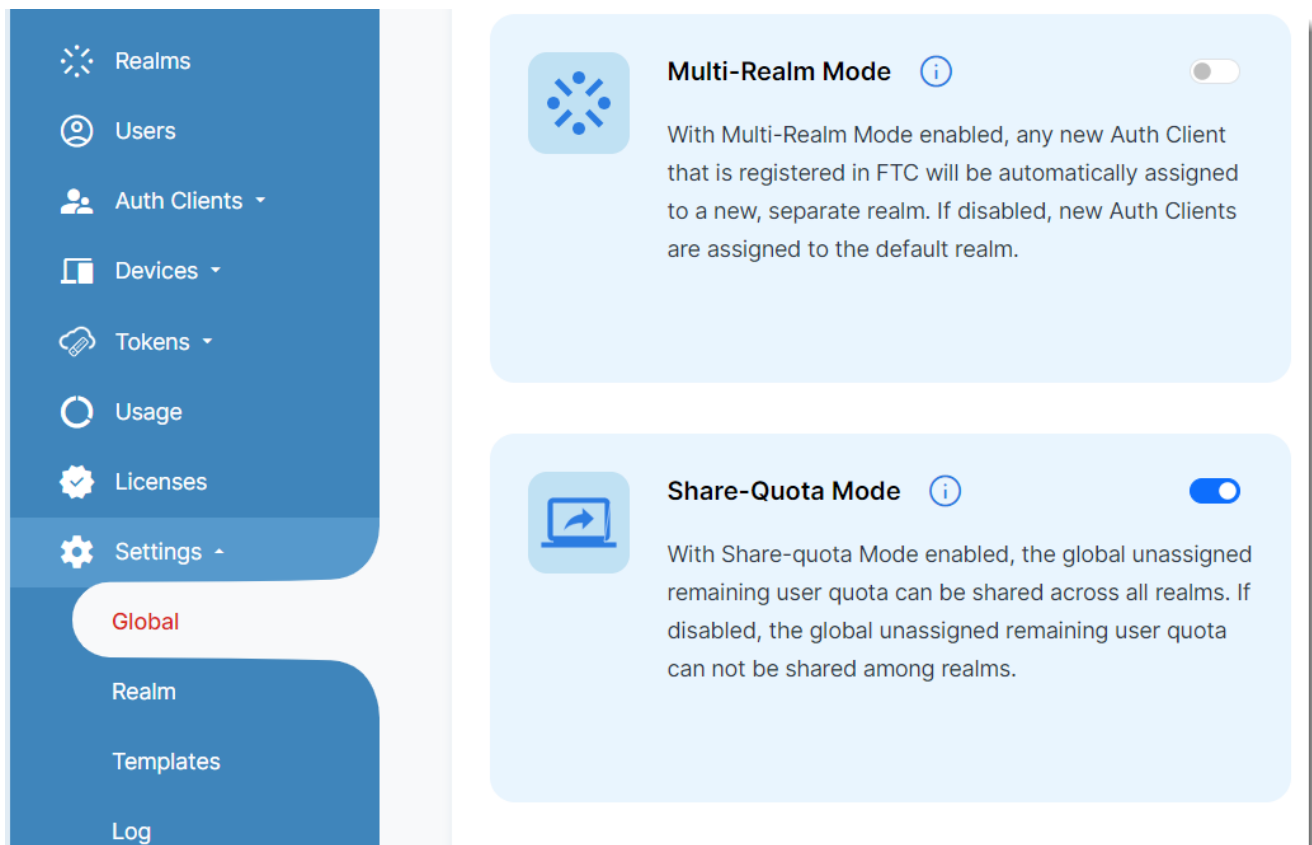 Realms
Users
Auth Clients
Devices
Tokens
Usage
Licenses
Settings
Global
Realm
Templates
Log
Multi-Realm Mode
With Multi-Realm Mode enabled, any new Auth Client
that is registered in FTC will be automatically assigned
to a new, separate realm. If disabled, new Auth Clients
are assigned to the default realm.
Share-Quota Mode
With Share-quota Mode enabled, the global unassigned
remaining user quota can be shared across all realms. If
disabled, the global unassigned remaining user quota
can not be shared among realms.